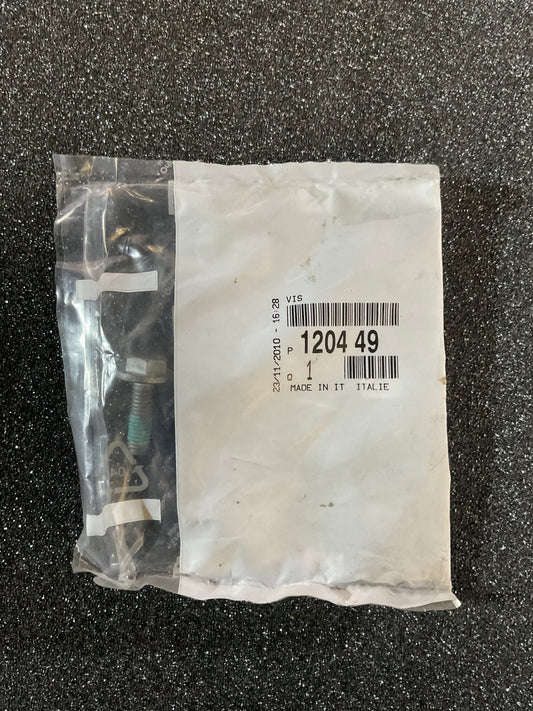 23/11/2010 - 16:28
VIS
P 1204 49
Q 1
MADE IN IT ITALIE